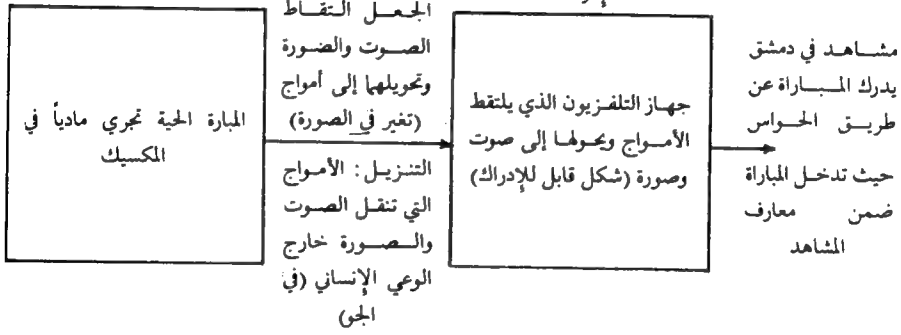 المبارة الحية تجري مادياً في
المكسيك
الجعل التقاط
الصوت والضورة
وتحويلهما إلى أمواج
(تغير في الصورة)
التنزيل: الأمواج
التي تنقل الصوت
والصورة خارج
الوعي الإنساني (في
الجو)
جهاز التلفزيون الذي يلتقط
الأمواج ويحولها إلى صوت
وصورة (شكل قابل للإدراك)
مشاهد في دمشق
يدرك المباراة عن
طريق الحواس
حيث تدخل المباراة
ضمن معارف
المشاهد